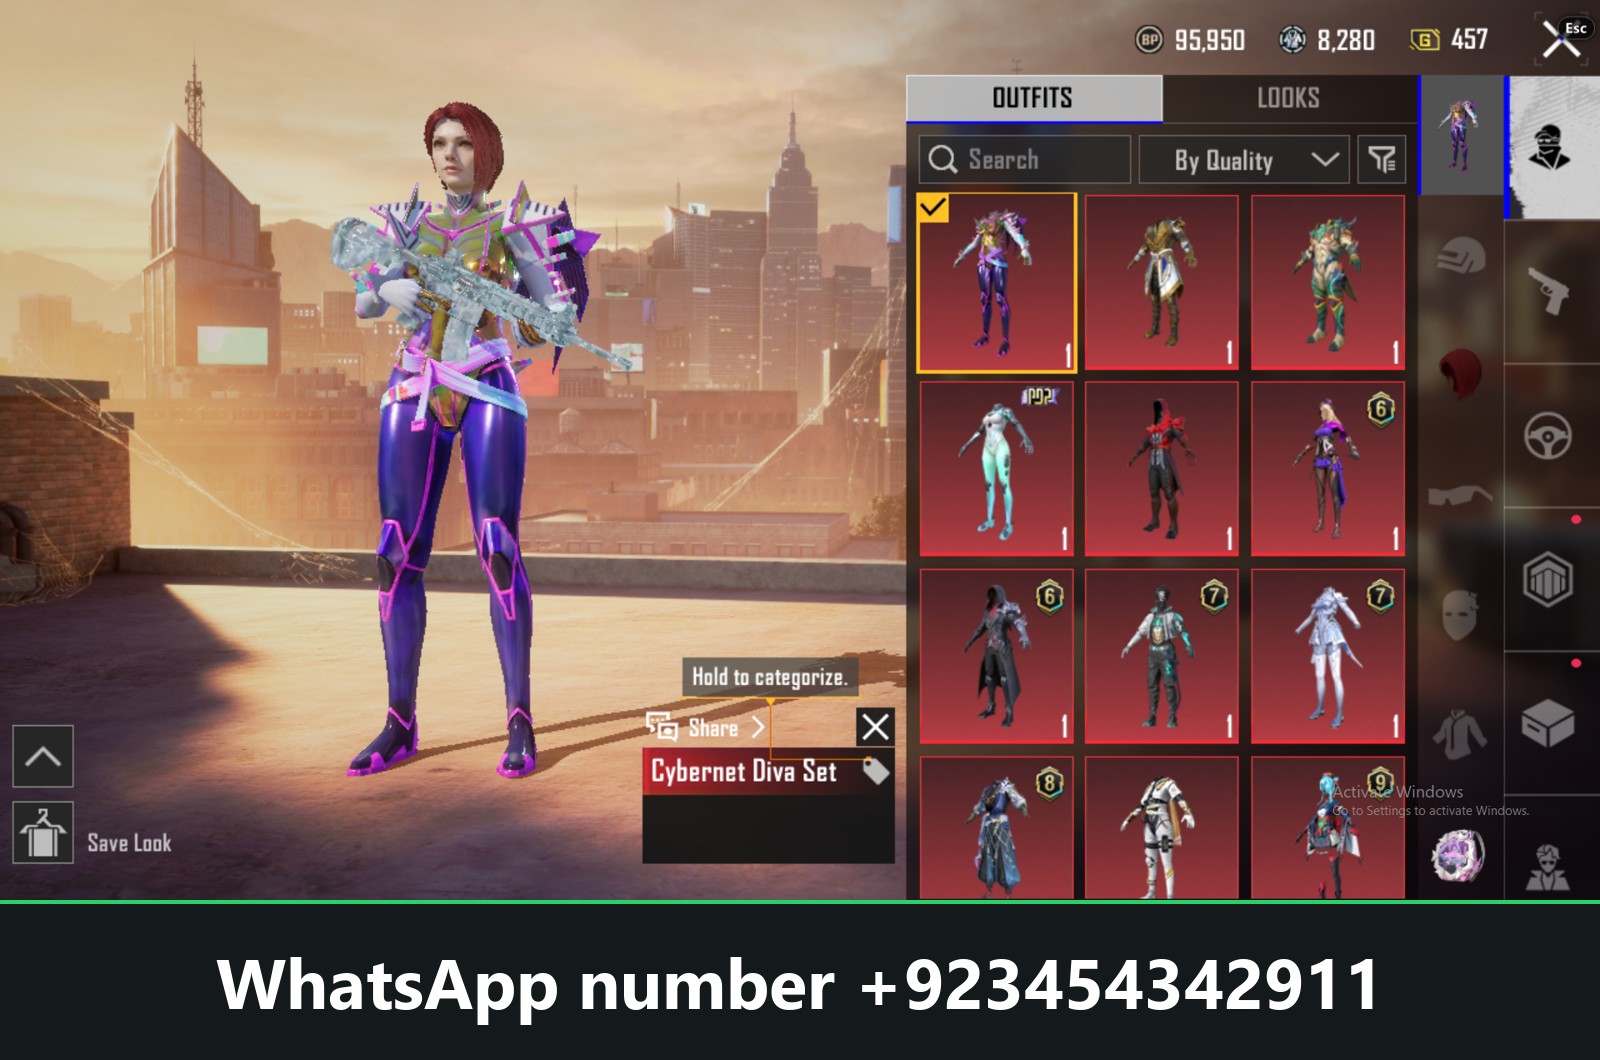 Esc
BP 95,950 8,280 G 457
OUTFITS LOOKS
Search By Quality
1 1 1
1 1 6 1
6 1 7 1 7 1
8 9
Hold to categorize.
Share
Cybernet Diva Set
Save Look
Activate Windows
Go to Settings to activate Windows.
WhatsApp number +923454342911